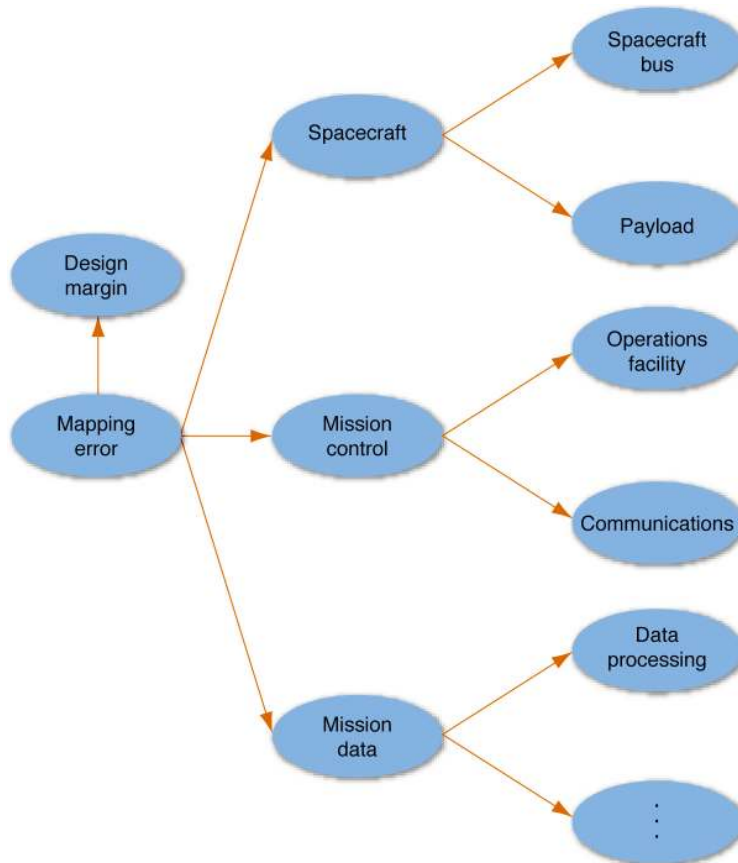 Spacecraft
bus
Spacecraft
Payload
Design
margin
Operations
facility
Mapping
error
Mission
control
Communications
Data
processing
Mission
data
⋮